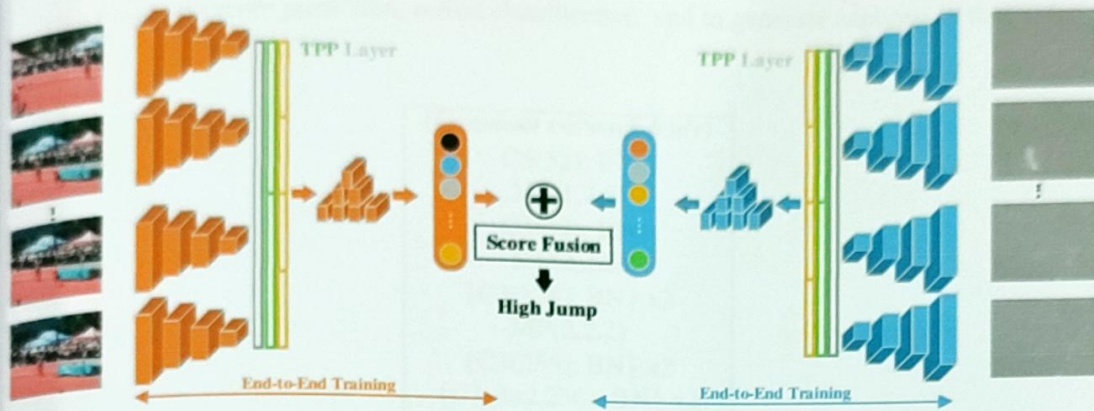 TPP Layer
TPP Layer
Score Fusion
High Jump
End-to-End Training
End-to-End Training